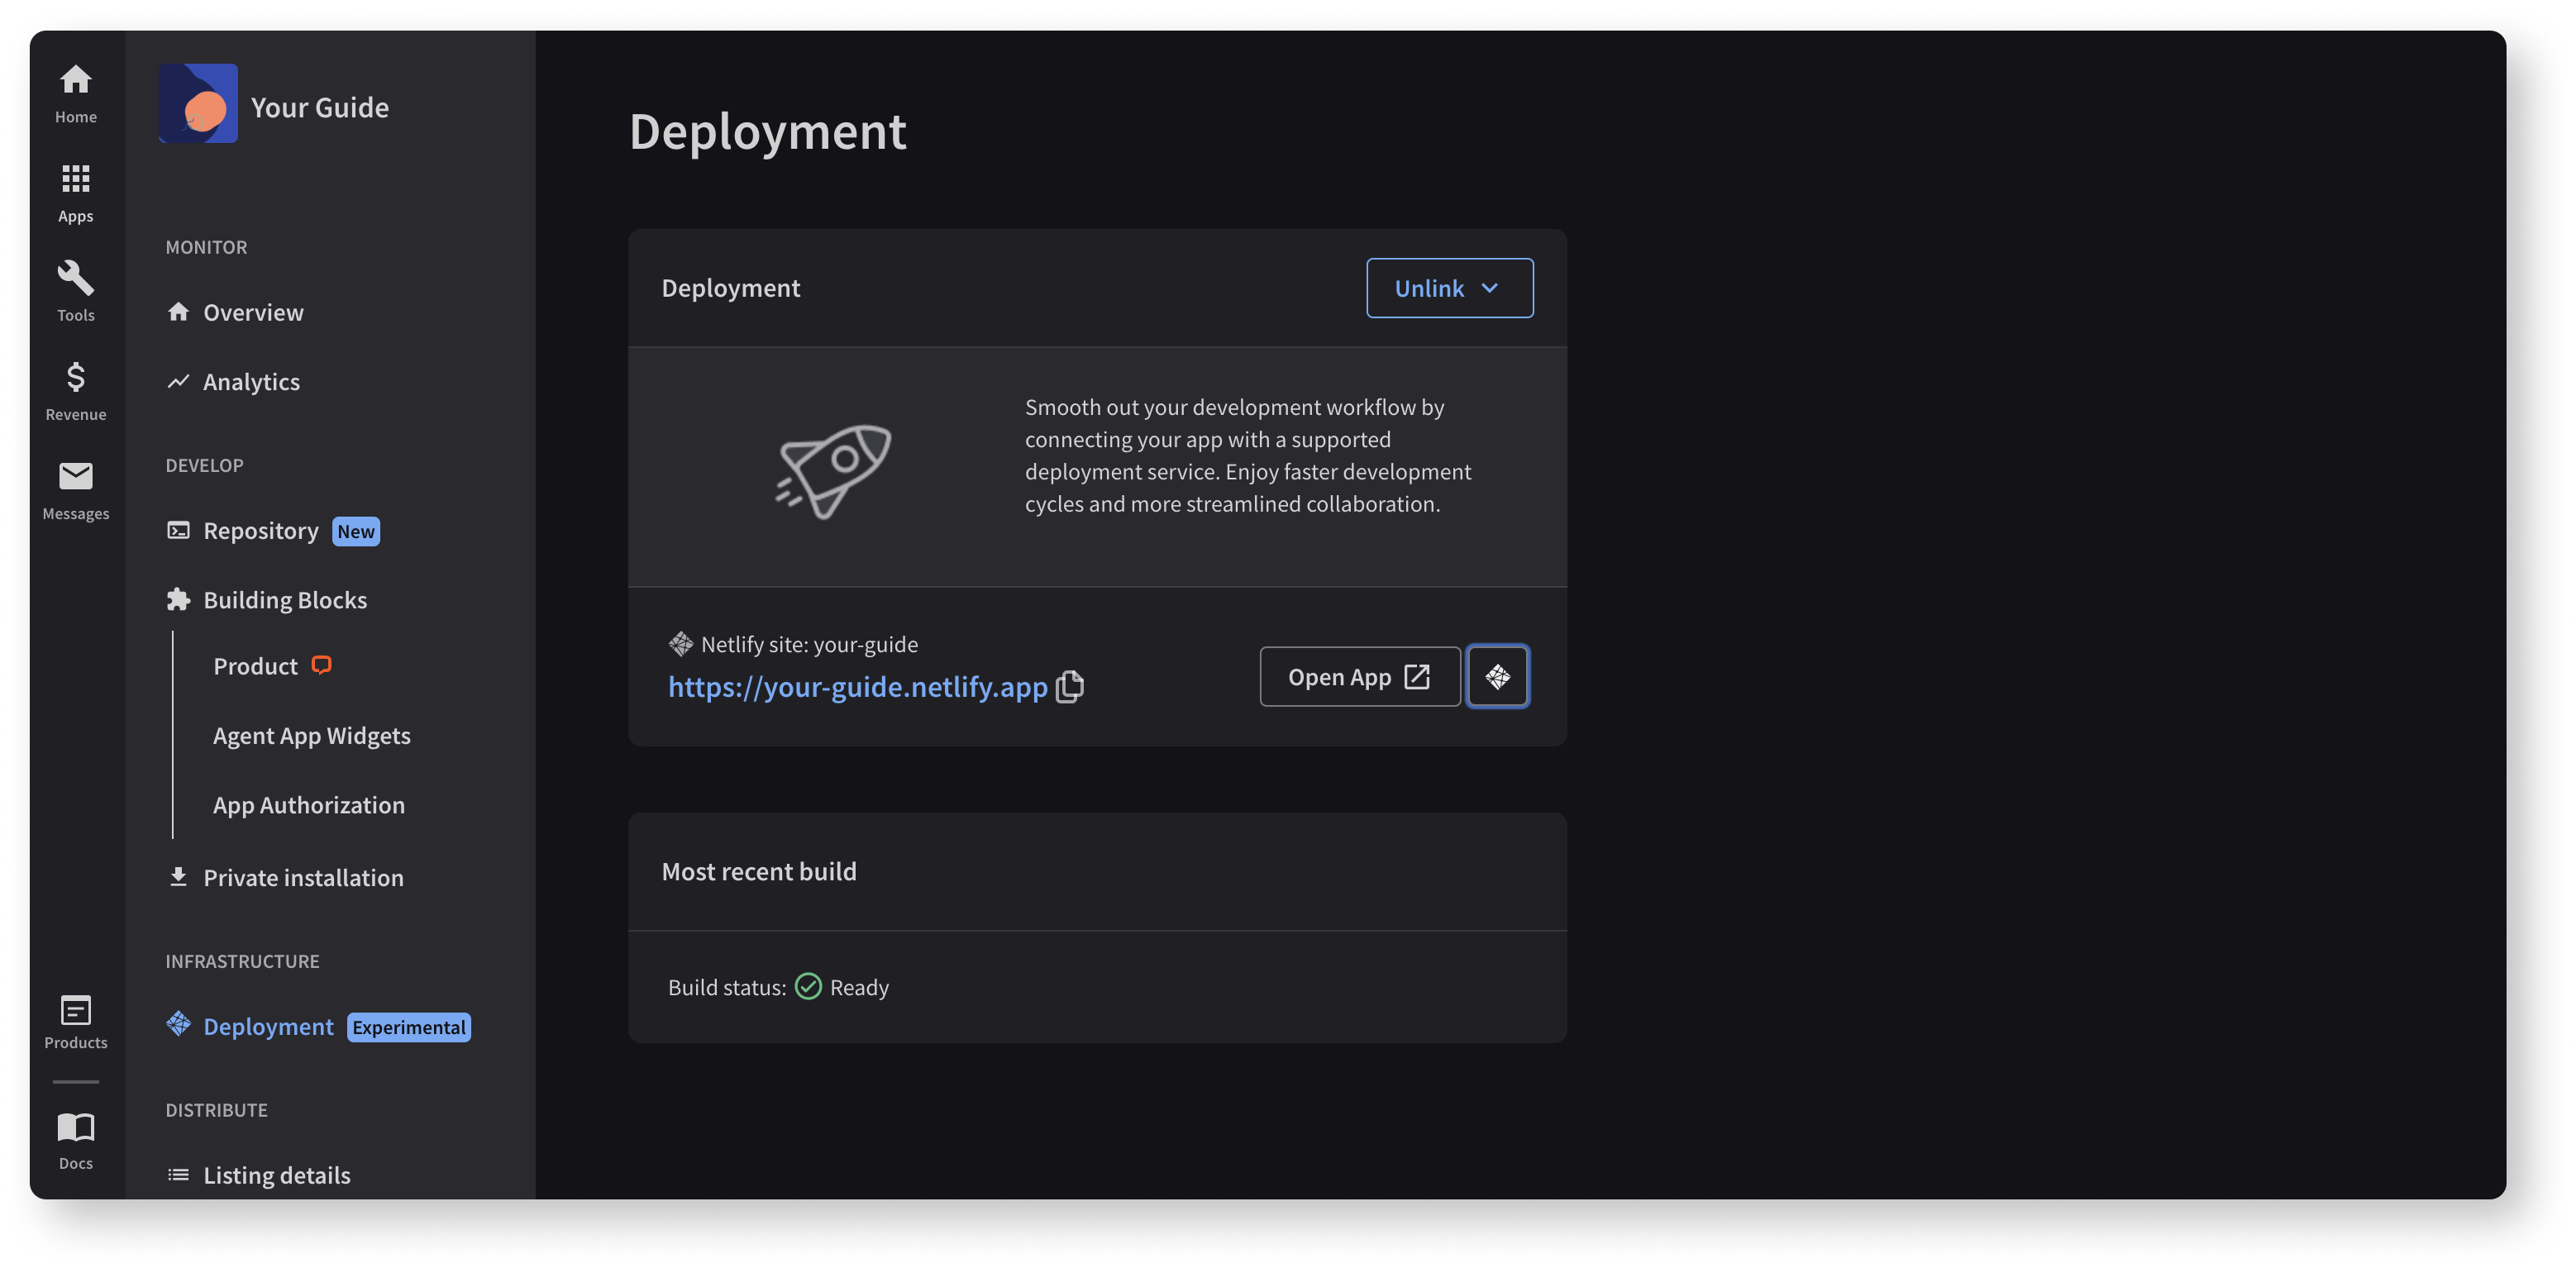 Home
Apps
Tools
Revenue
Messages
Products
Docs
Your Guide
MONITOR
Overview
Analytics
DEVELOP
Repository New
Building Blocks
Product
Agent App Widgets
App Authorization
Private installation
INFRASTRUCTURE
Deployment Experimental
DISTRIBUTE
Listing details
Deployment
Deployment
Unlink
Smooth out your development workflow by
connecting your app with a supported
deployment service. Enjoy faster development
cycles and more streamlined collaboration.
Netlify site: your-guide
https://your-guide.netlify.app
Open App
Most recent build
Build status: Ready